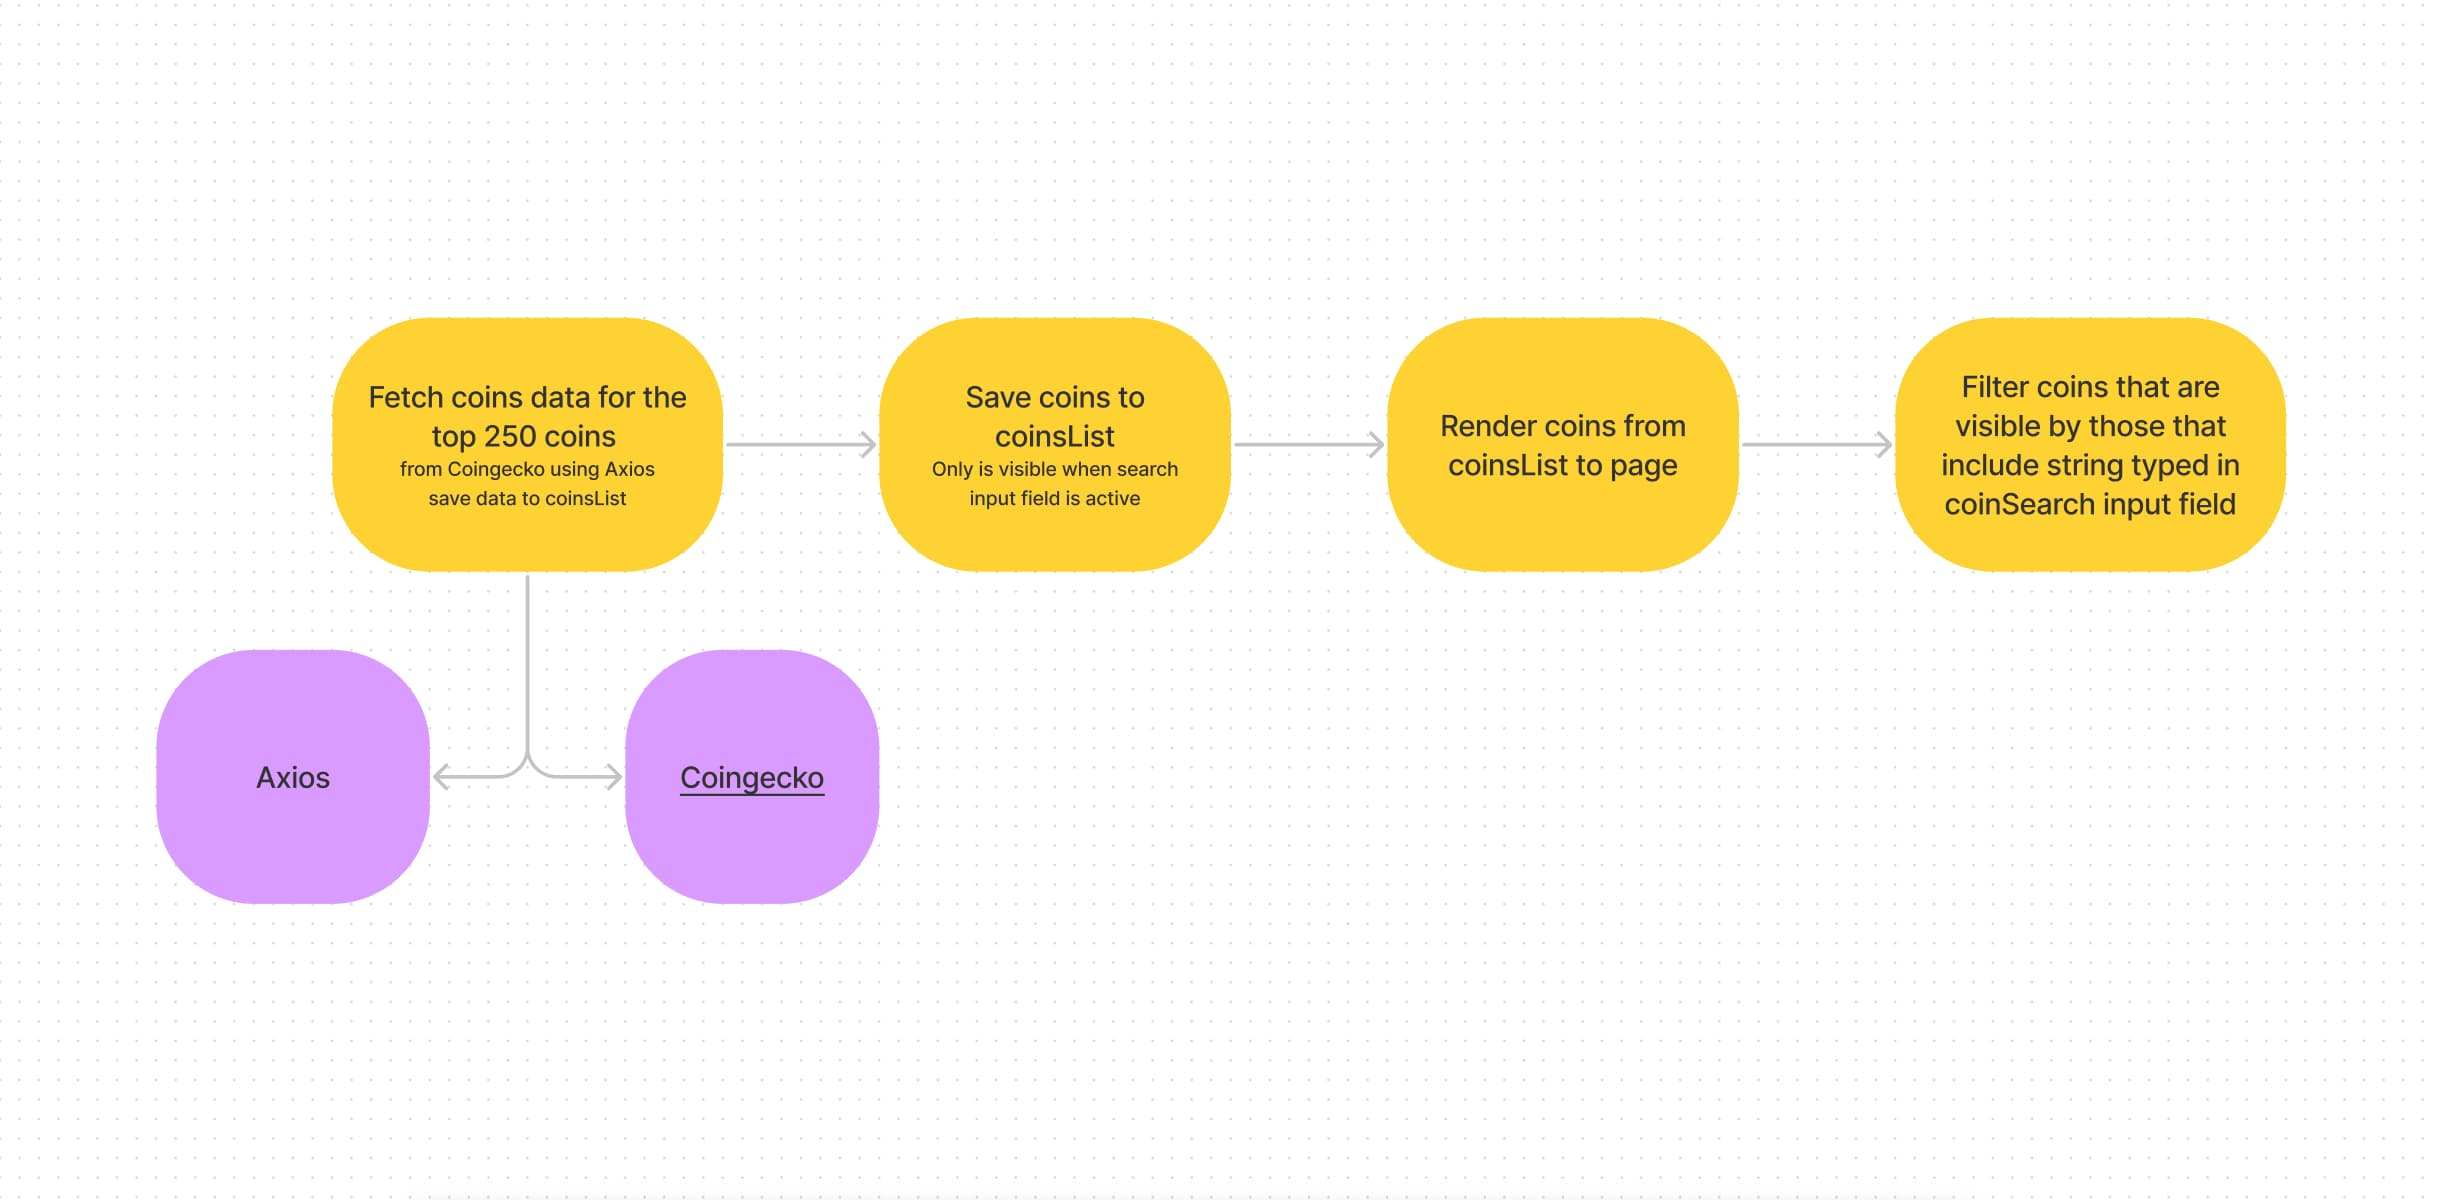 Fetch coins data for the
top 250 coins
from Coingecko using Axios
save data to coinsList
Save coins to
coinsList
Only is visible when search
input field is active
Render coins from
coinsList to page
Filter coins that are
visible by those that
include string typed in
coinSearch input field
Axios
Coingecko